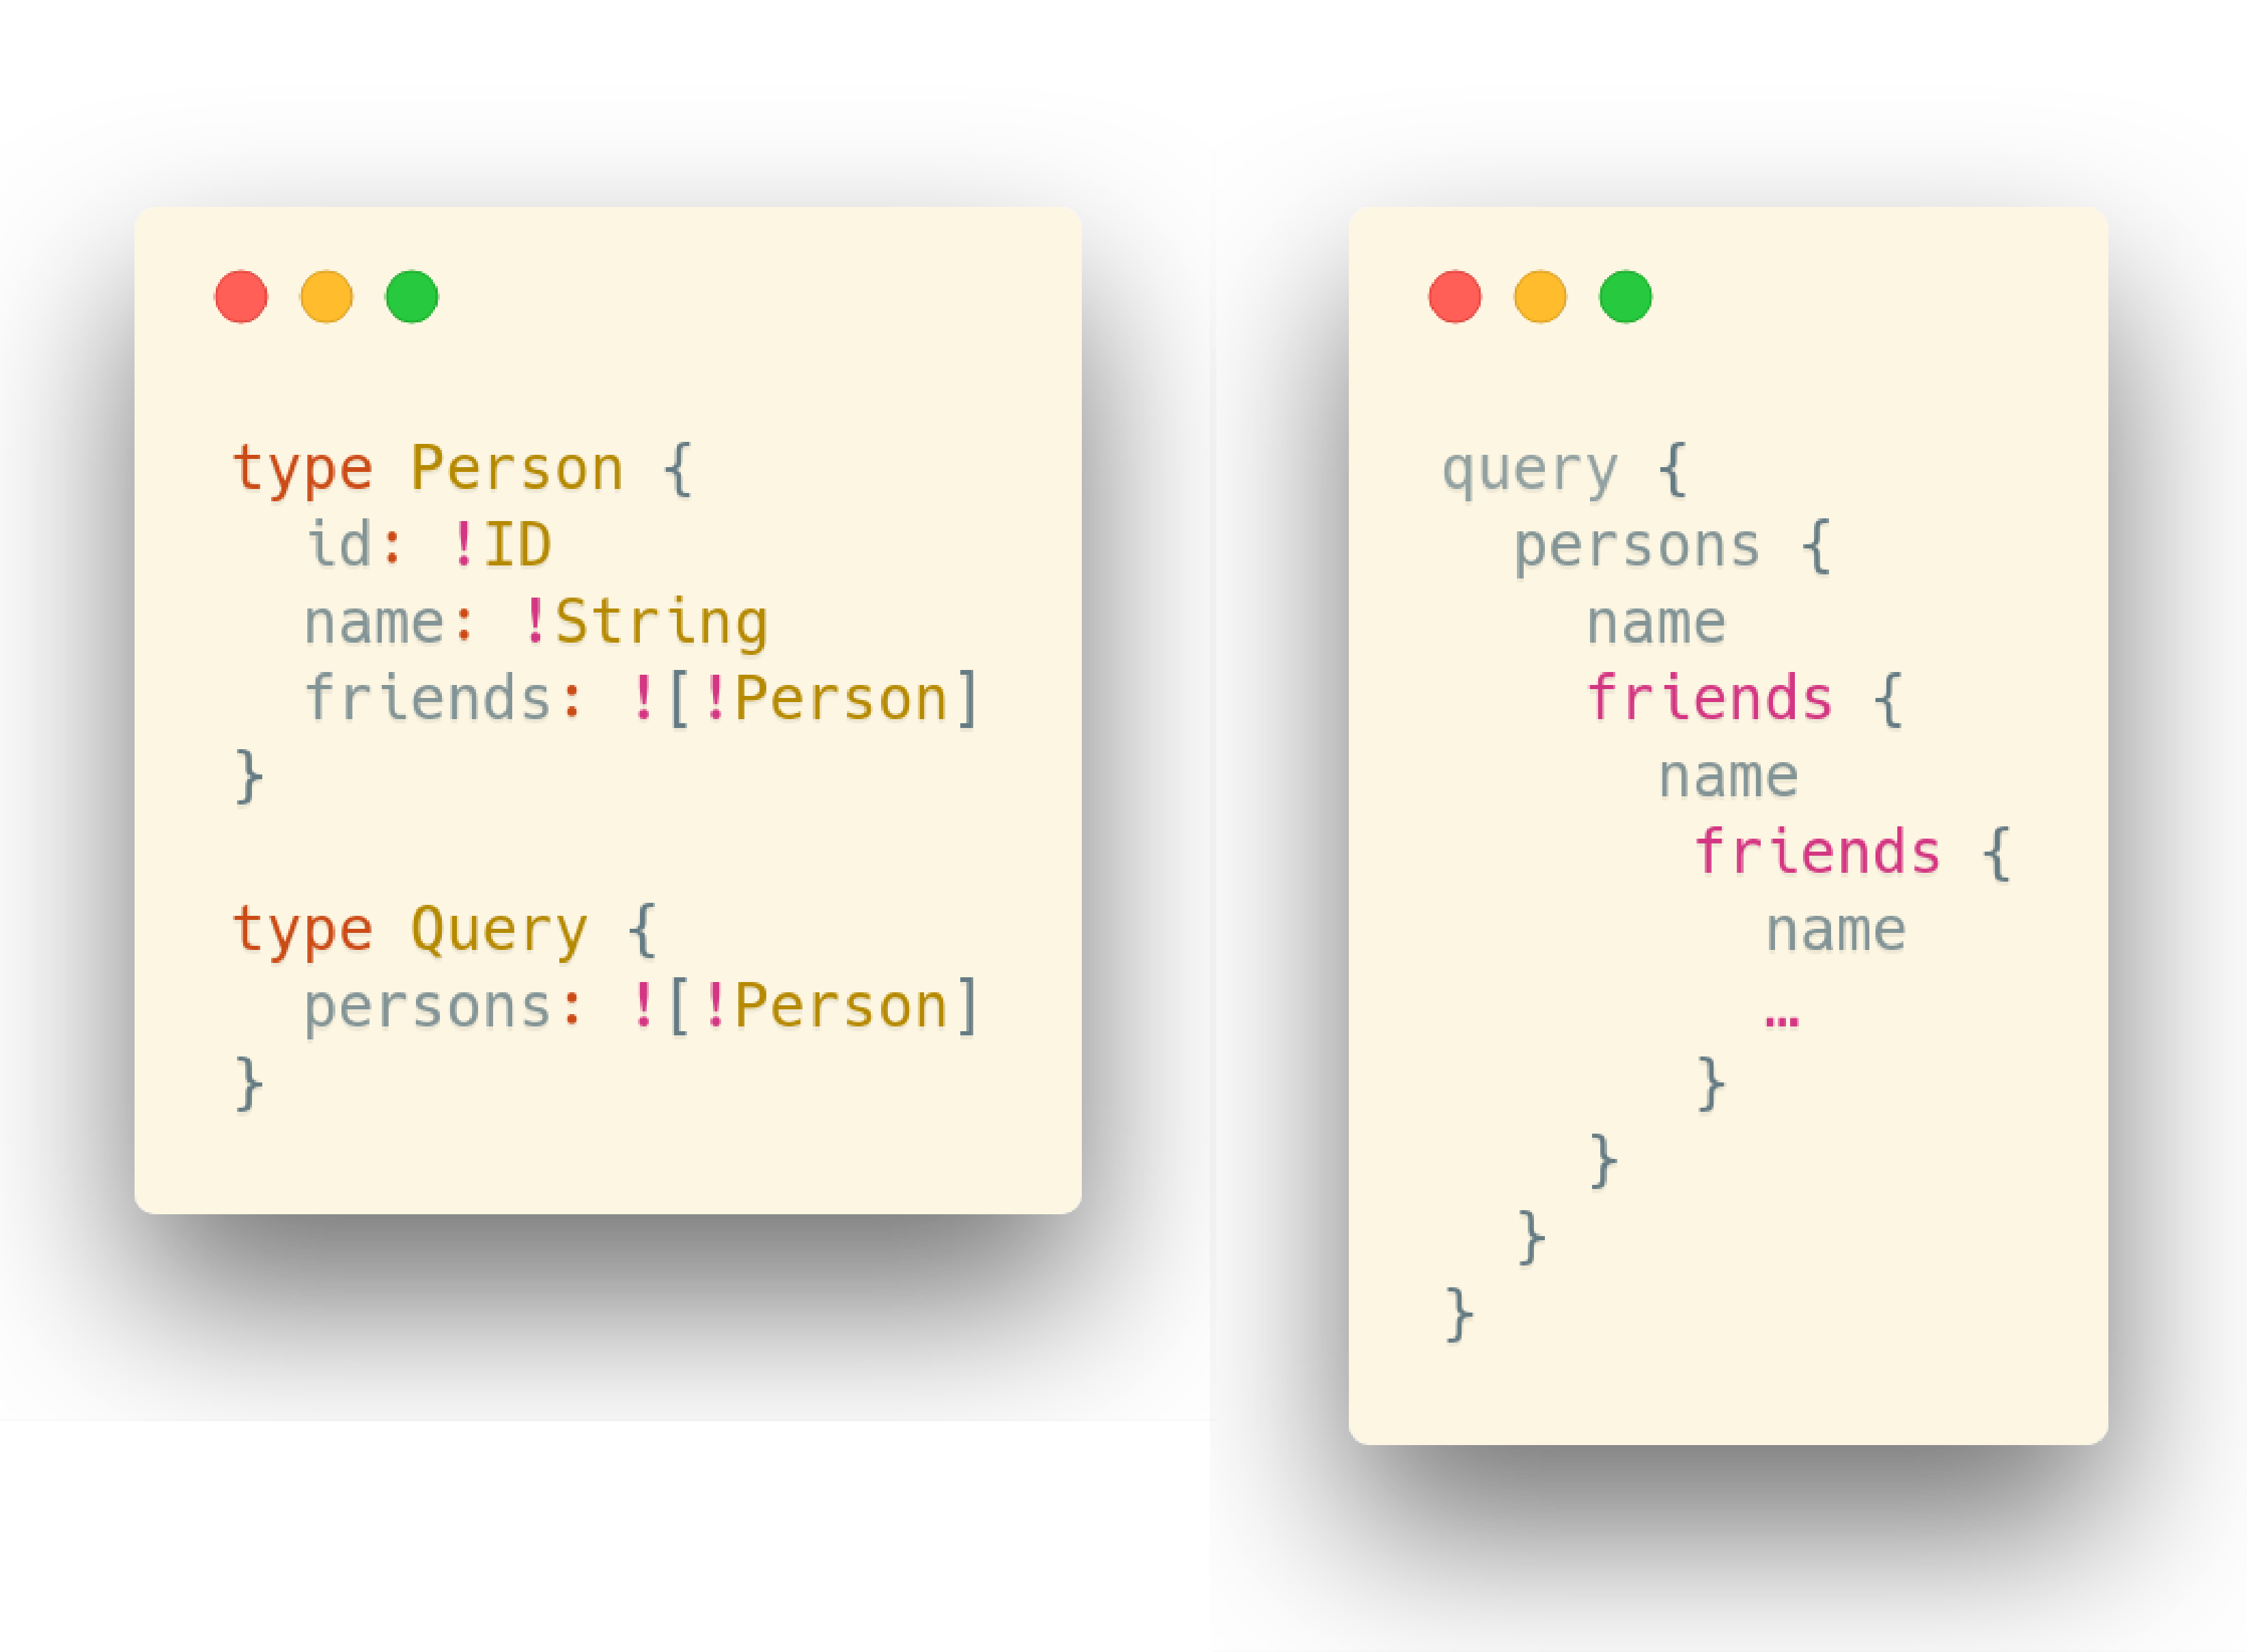 type Person {
  id: !ID
  name: !String
  friends: ![!Person]
}

type Query {
  persons: ![!Person]
}
query {
  persons {
    name
    friends {
      name
       friends {
         name
         …
       }
    }
  }
}